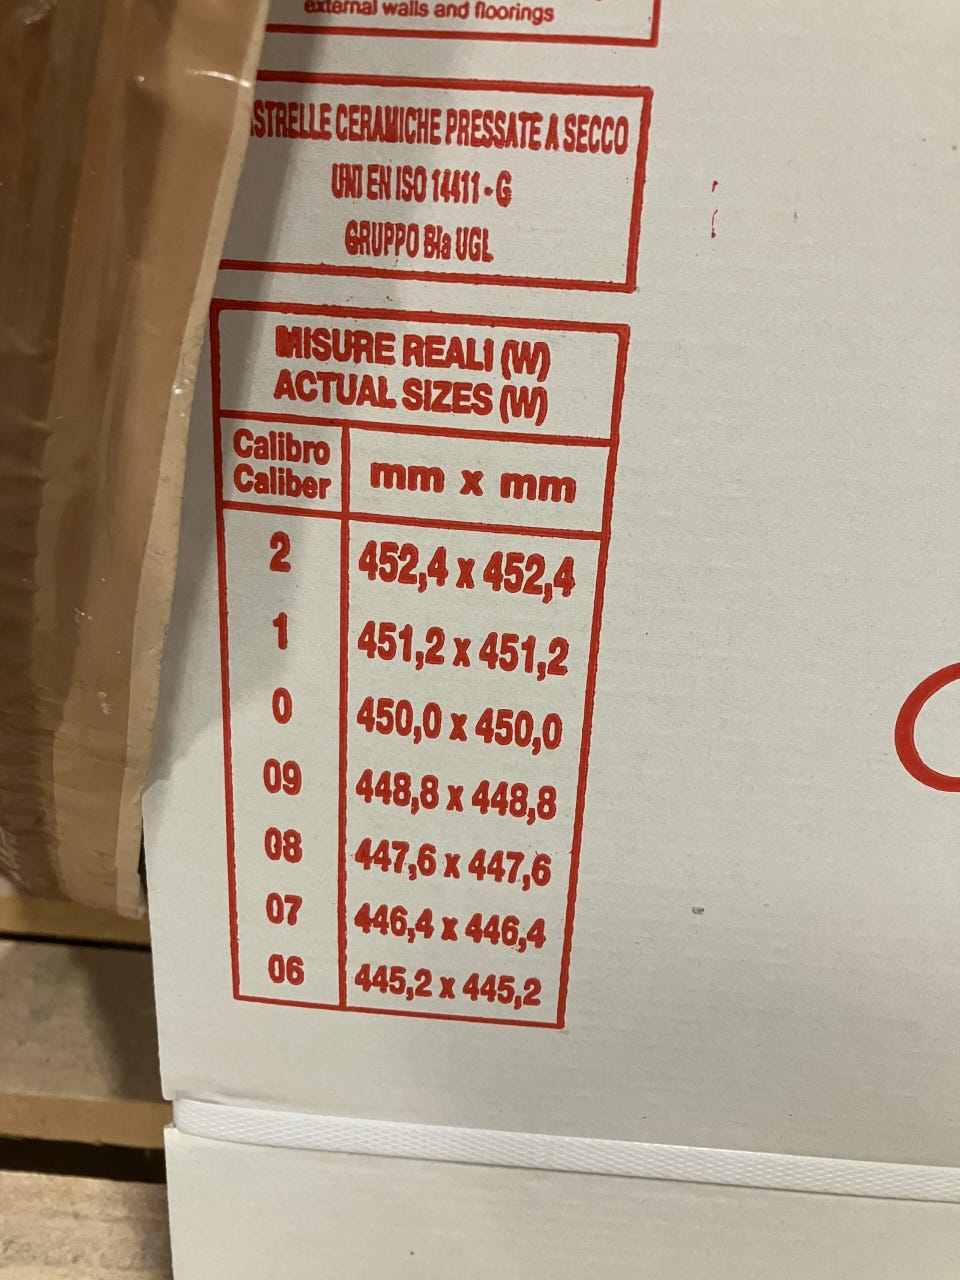 external walls and floorings
STRELLE CERAMICHE PRESSATE A SECCO
UNI EN ISO 14411 - G
GRUPPO BIa UGL
MISURE REALI (W)
ACTUAL SIZES (W)
Calibro
Caliber
mm x mm
2 452,4 x 452,4
1 451,2 x 451,2
0 450,0 x 450,0
09 448,8 x 448,8
08 447,6 x 447,6
07 446,4 x 446,4
06 445,2 x 445,2